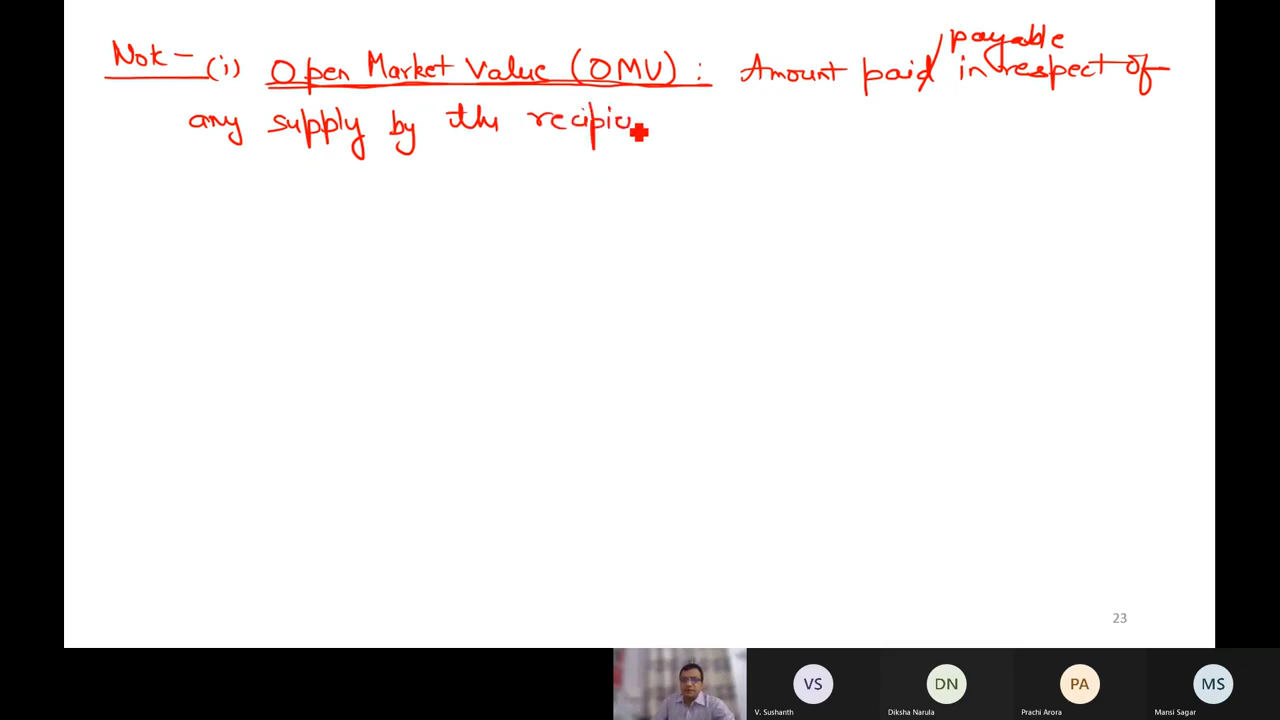 Note - (i) Open Market Value (OMV) : Amount paid / payable in respect of
any supply by the recipie
23
VS
DN
PA
MS
V. Sushanth
Diksha Narula
Prachi Arora
Mansi Sagar